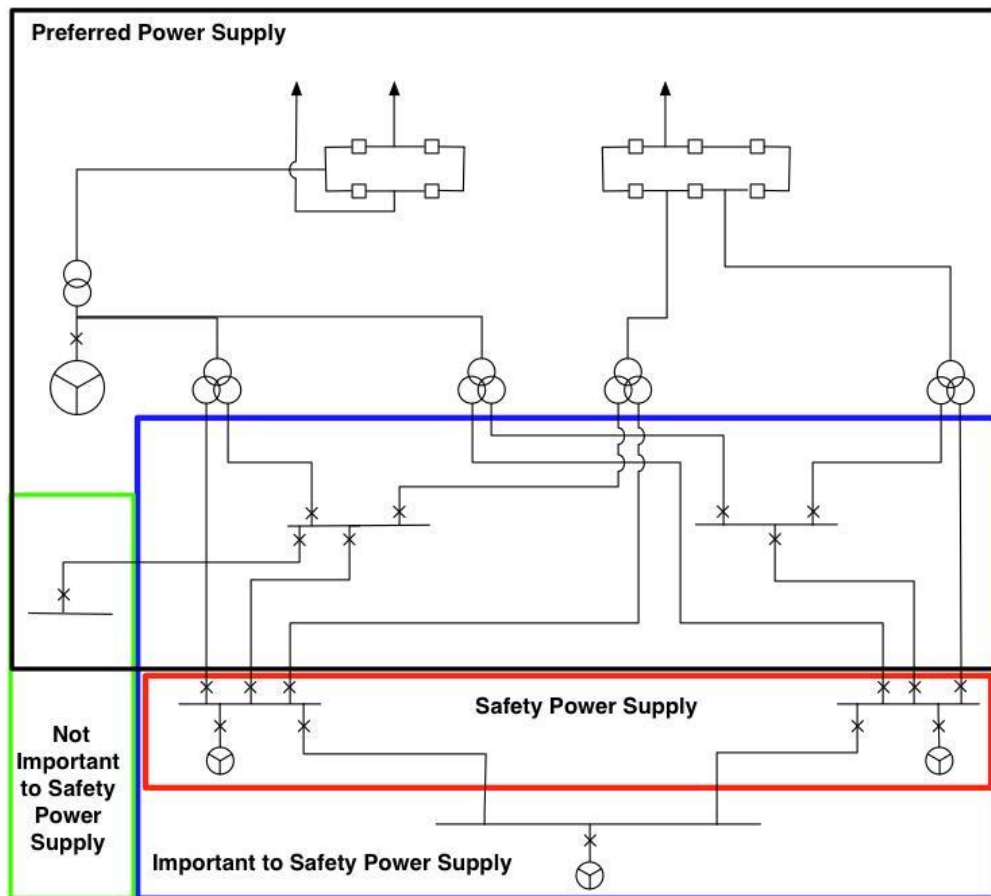 Preferred Power Supply
Safety Power Supply
Not
Important
to Safety
Power
Supply
Important to Safety Power Supply